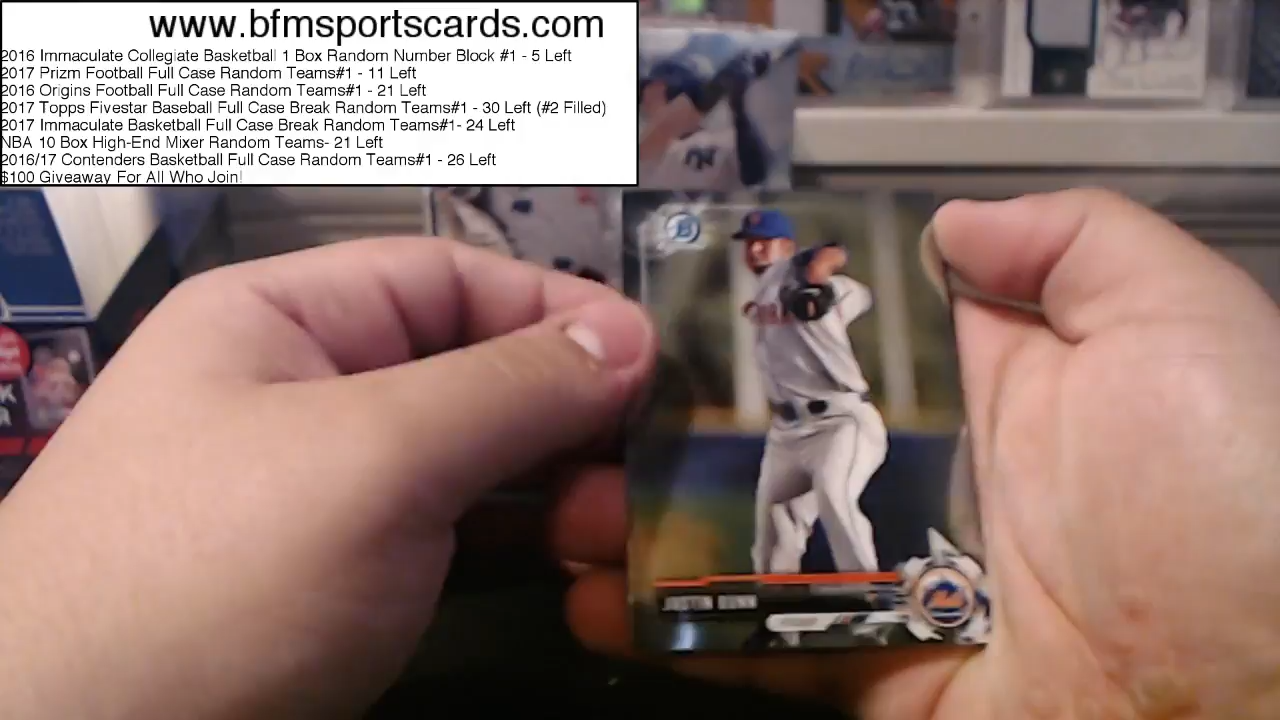 www.bfmsportscards.com
2016 Immaculate Collegiate Basketball 1 Box Random Number Block #1 - 5 Left
2017 Prizm Football Full Case Random Teams#1 - 11 Left
2016 Origins Football Full Case Random Teams#1 - 21 Left
2017 Topps Fivestar Baseball Full Case Break Random Teams#1 - 30 Left (#2 Filled)
2017 Immaculate Basketball Full Case Break Random Teams#1- 24 Left
NBA 10 Box High-End Mixer Random Teams- 21 Left
2016/17 Contenders Basketball Full Case Random Teams#1 - 26 Left
$100 Giveaway For All Who Join!
B
JUSTIN DUNN
Mets